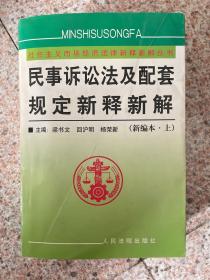 MINSHISUSONGFA
社会主义市场经济法律新释新解丛书
民事诉讼法及配套
规定新释新解
■主编 梁书文 回沪明 杨荣新 (新编本·上)
人民法院出版社